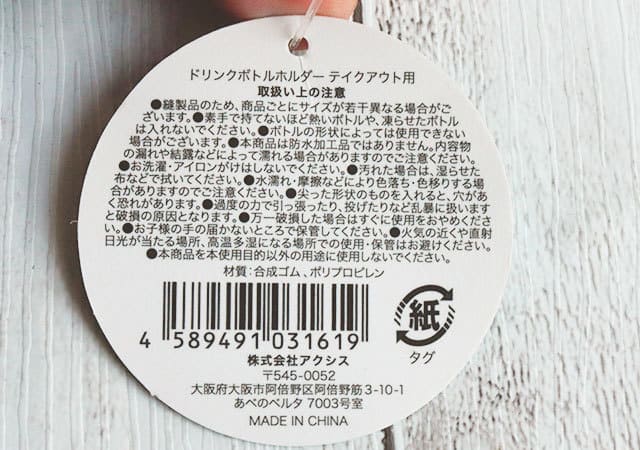 ドリンクボトルホルダー テイクアウト用
取扱い上の注意
●縫製品のため、商品ごとにサイズが若干異なる場合がご
ざいます。●素手で持てないほど熱いボトルや、凍らせたボトル
は入れないでください。●ボトルの形状によっては使用できない
場合がございます。●本商品は防水加工品ではありません。内容物
の漏れや結露などによって濡れる場合がありますのでご注意ください。
●お洗濯・アイロンがけはしないでください。●汚れた場合は、湿らせた
布などで拭いてください。●水濡れ・摩擦などにより色落ち・色移りする場
合がありますのでご注意ください。●尖った形状のものを入れると、穴があ
く恐れがあります。●過度の力で引っ張ったり、投げたりなど乱暴に扱います
と破損の原因となります。●万一破損した場合はすぐに使用をおやめくださ
い。●お子様の手の届かないところで保管してください。●火気の近くや直射
日光が当たる場所、高温多湿になる場所での使用・保管はお避けください。
●本商品を本使用目的以外の用途に使用しないでください。
材質:合成ゴム、ポリプロピレン
4 589491 031619
紙
タグ
株式会社アクシス
〒545-0052
大阪府大阪市阿倍野区阿倍野筋3-10-1
あべのベルタ 7003号室
MADE IN CHINA